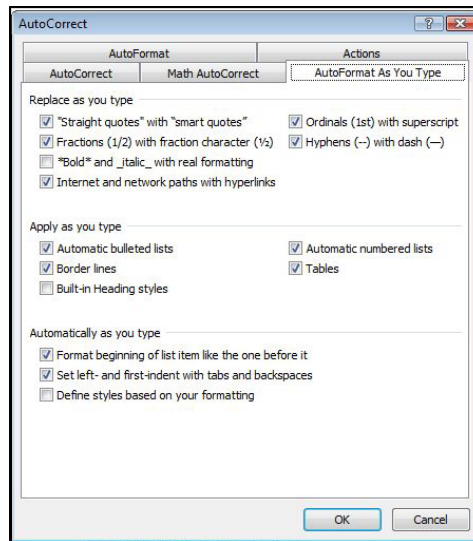 AutoCorrect
AutoFormat Actions
AutoCorrect Math AutoCorrect AutoFormat As You Type
Replace as you type
"Straight quotes" with “smart quotes” Ordinals (1st) with superscript
Fractions (1/2) with fraction character (½) Hyphens (--) with dash (—)
*Bold* and _italic_ with real formatting
Internet and network paths with hyperlinks
Apply as you type
Automatic bulleted lists Automatic numbered lists
Border lines Tables
Built-in Heading styles
Automatically as you type
Format beginning of list item like the one before it
Set left- and first-indent with tabs and backspaces
Define styles based on your formatting
OK Cancel